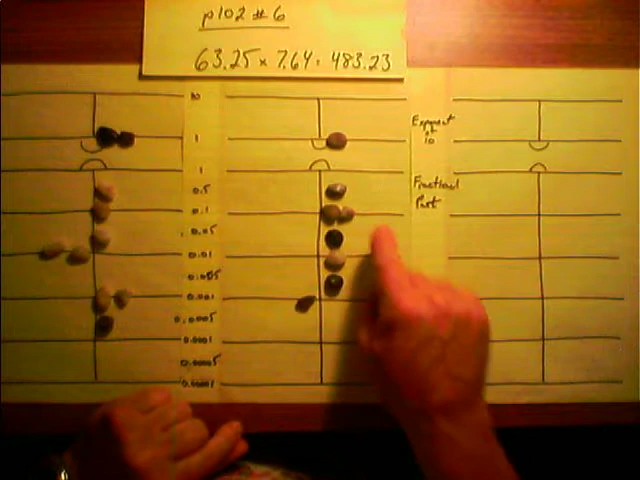 p102 # 6
63.25 × 7.64 = 483.23
10
1
1
0.5
0.1
0.05
0.01
0.005
0.001
0.0005
0.0001
0.00005
0.00001
Exponent
of
10
Fractional
Part